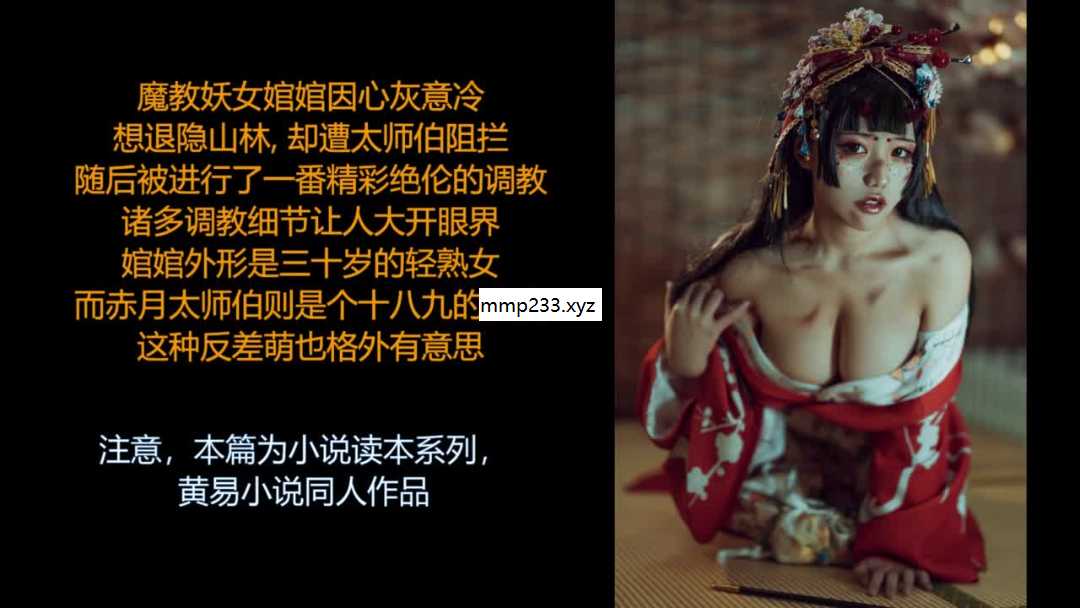 魔教妖女婠婠因心灰意冷
想退隐山林, 却遭太师伯阻拦
随后被进行了一番精彩绝伦的调教
诸多调教细节让人大开眼界
婠婠外形是三十岁的轻熟女
而赤月太师伯则是个十八九的
mmp233.xyz
这种反差萌也格外有意思
注意，本篇为小说读本系列，
黄易小说同人作品